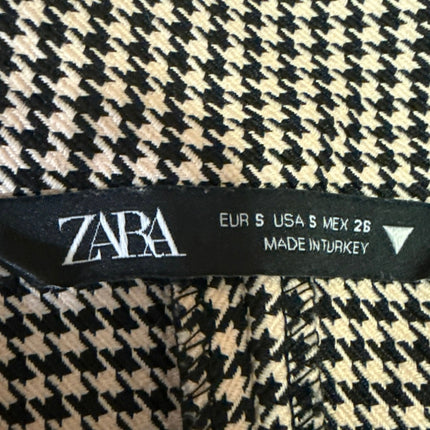 ZARA
EUR S USA S MEX 26
MADE IN TURKEY